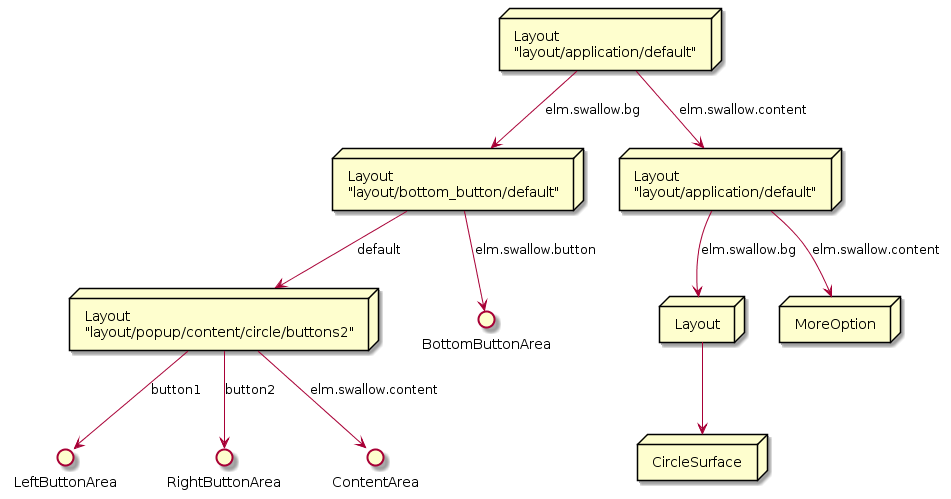 Layout
"layout/application/default"
elm.swallow.bg
elm.swallow.content
Layout
"layout/bottom_button/default"
Layout
"layout/application/default"
default
elm.swallow.button
elm.swallow.bg
elm.swallow.content
Layout
"layout/popup/content/circle/buttons2"
BottomButtonArea
Layout
MoreOption
button1
button2
elm.swallow.content
CircleSurface
LeftButtonArea
RightButtonArea
ContentArea